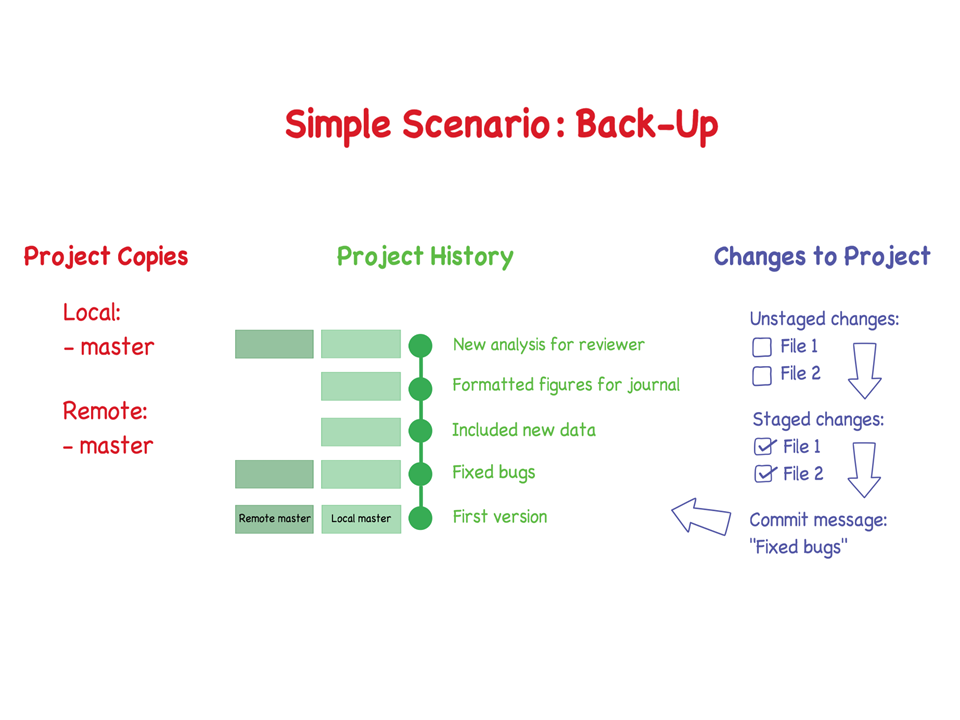 Simple Scenario: Back-Up
Project Copies
Local:
- master
Remote:
- master
Project History
New analysis for reviewer
Formatted figures for journal
Included new data
Fixed bugs
Remote master
Local master
First version
Changes to Project
Unstaged changes:
File 1
File 2
Staged changes:
File 1
File 2
Commit message:
"Fixed bugs"